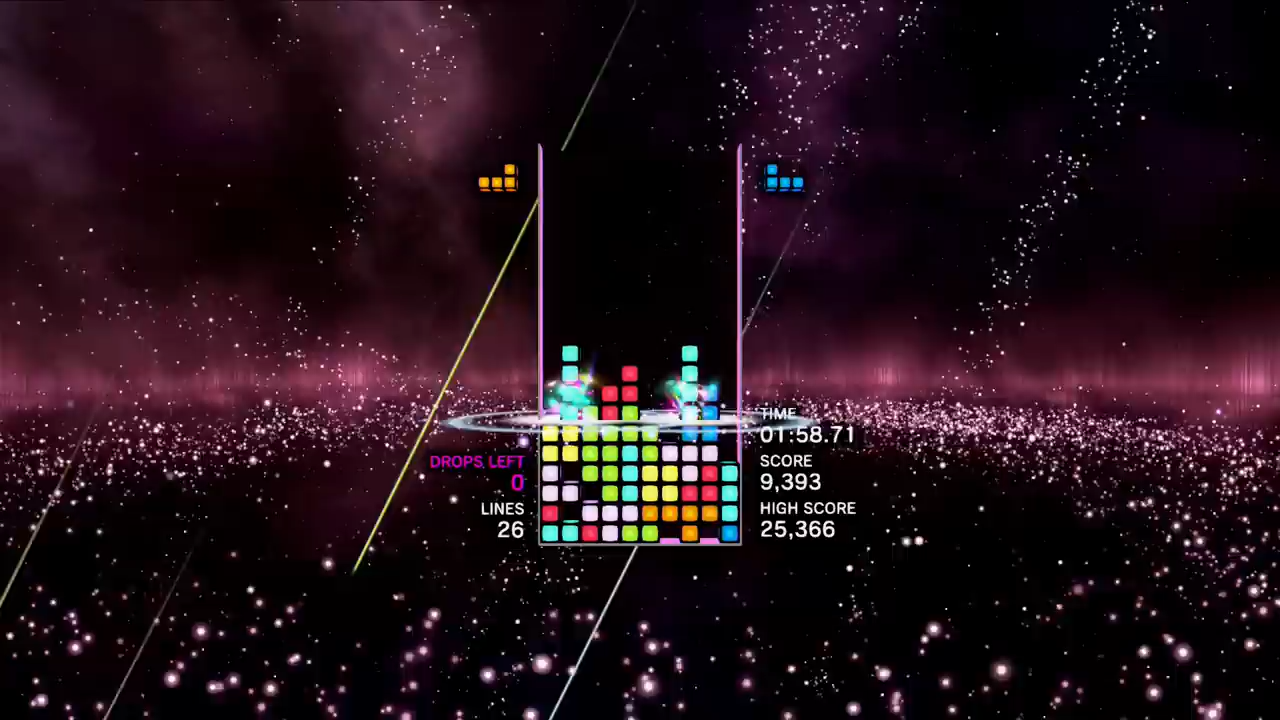 DROPS LEFT
0
LINES
26
TIME
01:58.71
SCORE
9,393
HIGH SCORE
25,366